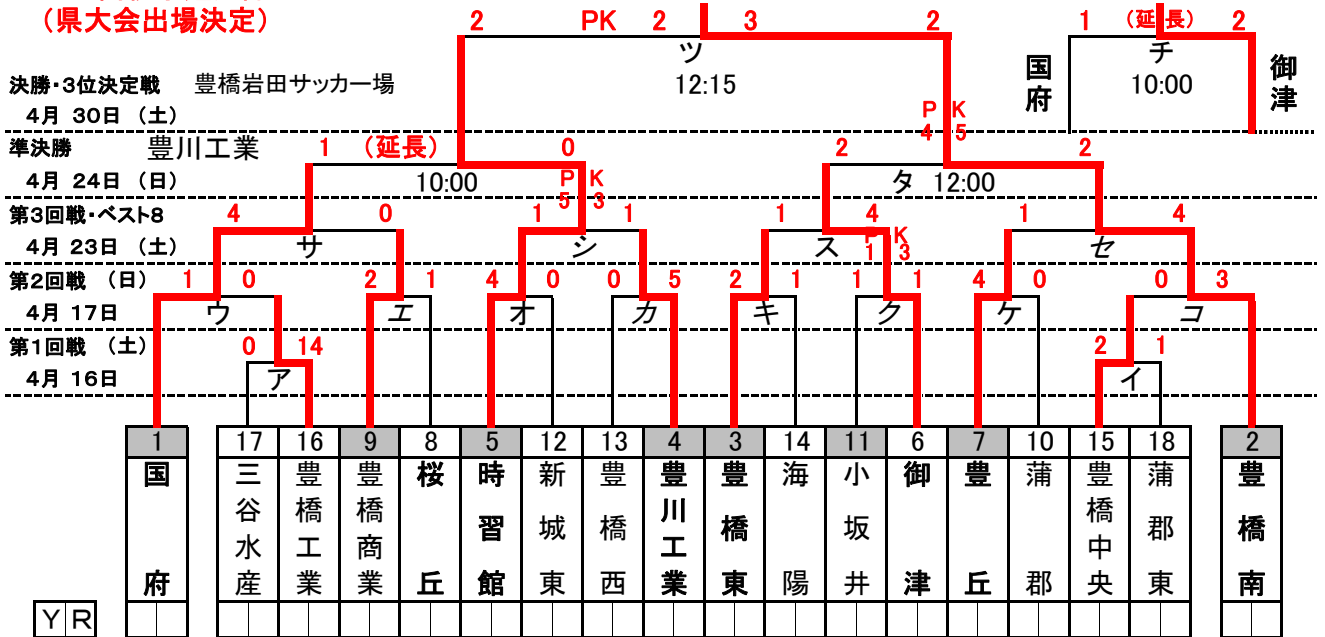 （県大会出場決定）
2 PK 2 3 2
1 （延長） 2
ツ
チ
国府
御津
決勝・3位決定戦 豊橋岩田サッカー場
12:15
10:00
4月 30日 （土）
P K
4 5
準決勝 豊川工業
1 （延長） 0
2 2
4月 24日 （日）
10:00
P K
5 3
タ 12:00
第3回戦・ベスト8
4 0 1 1 1 4 1 4
4月 23日 （土）
サ シ ス セ
P K
1 3
第2回戦 （日）
1 0 2 1 4 0 0 5 2 1 1 1 4 0 0 3
4月 17日
ウ エ オ カ キ ク ケ コ
第1回戦 （土）
0 14 2 1
4月 16日
ア イ
1 17 16 9 8 5 12 13 4 3 14 11 6 7 10 15 18 2
国府
三谷水産
豊橋工業
豊橋商業
桜丘
時習館
新城東
豊橋西
豊川工業
豊橋東
海陽
小坂井
御津
豊丘
蒲郡
豊橋中央
蒲郡東
豊橋南
Y R